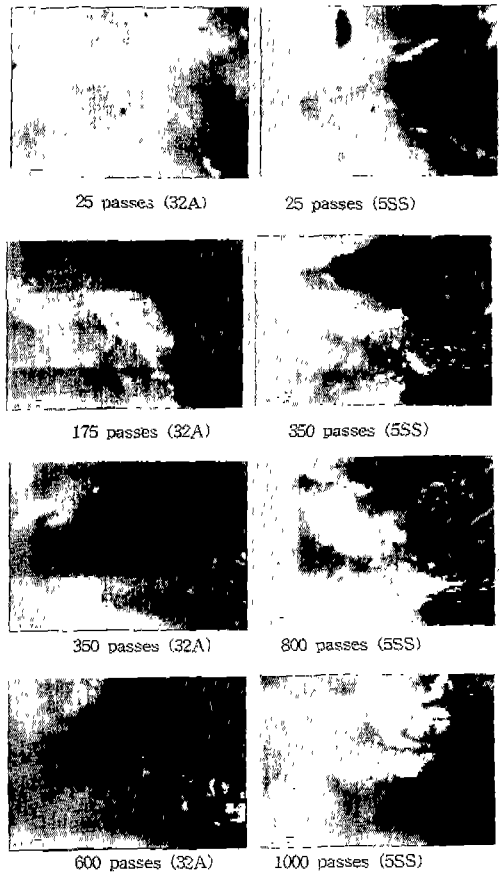 25 passes (32A)
25 passes (5SS)
175 passes (32A)
350 passes (5SS)
350 passes (32A)
800 passes (5SS)
600 passes (32A)
1000 passes (5SS)